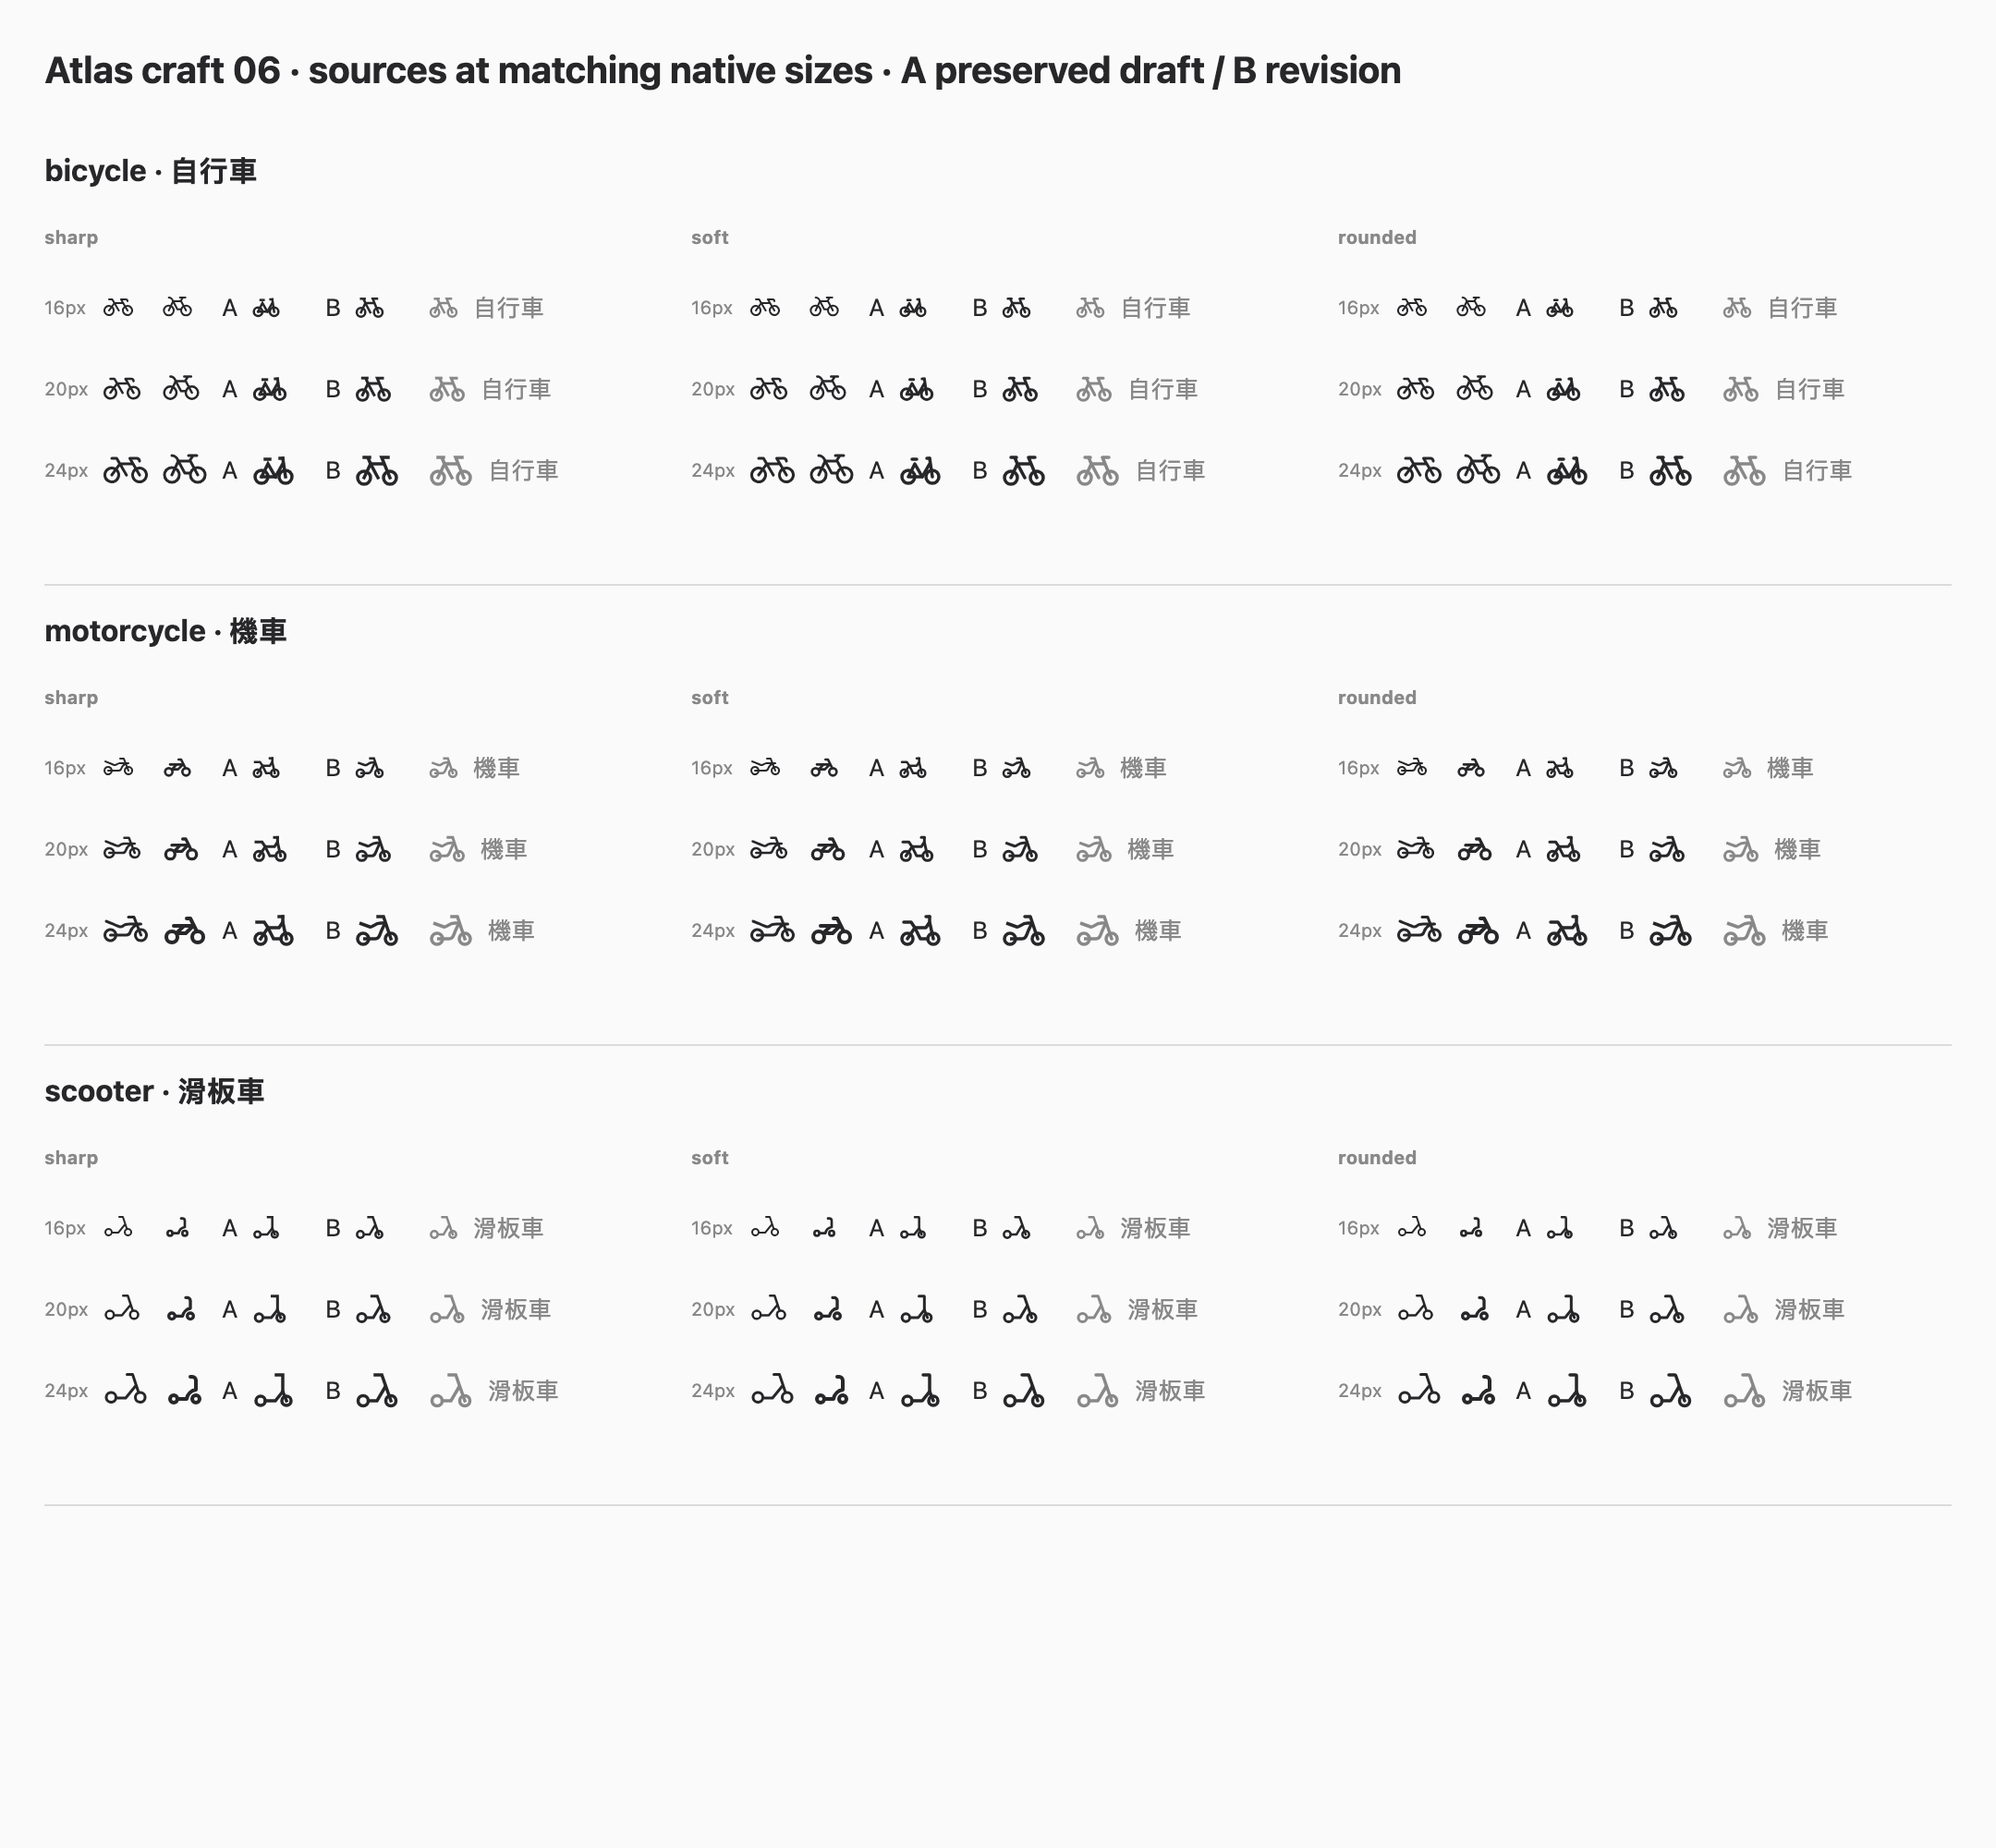 Atlas craft 06 · sources at matching native sizes · A preserved draft / B revision
bicycle · 自行車
sharp soft rounded
16px A B 自行車 16px A B 自行車 16px A B 自行車
20px A B 自行車 20px A B 自行車 20px A B 自行車
24px A B 自行車 24px A B 自行車 24px A B 自行車
motorcycle · 機車
sharp soft rounded
16px A B 機車 16px A B 機車 16px A B 機車
20px A B 機車 20px A B 機車 20px A B 機車
24px A B 機車 24px A B 機車 24px A B 機車
scooter · 滑板車
sharp soft rounded
16px A B 滑板車 16px A B 滑板車 16px A B 滑板車
20px A B 滑板車 20px A B 滑板車 20px A B 滑板車
24px A B 滑板車 24px A B 滑板車 24px A B 滑板車